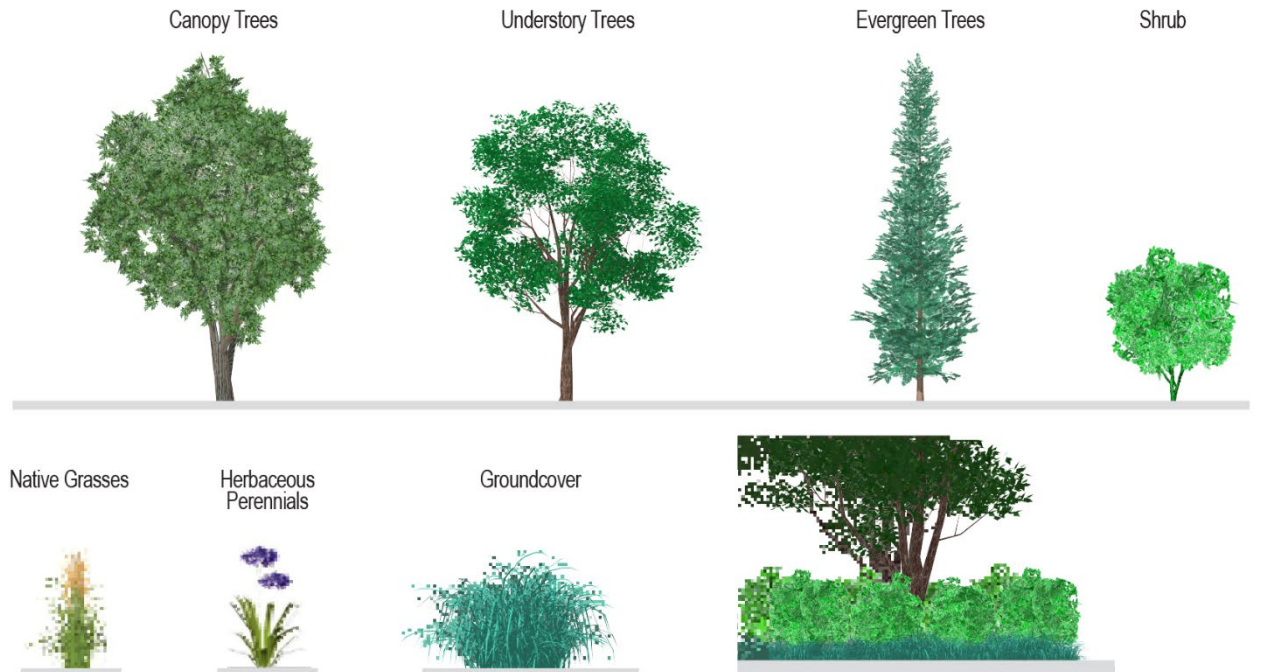 Canopy Trees
Understory Trees
Evergreen Trees
Shrub
Native Grasses
Herbaceous
Perennials
Groundcover